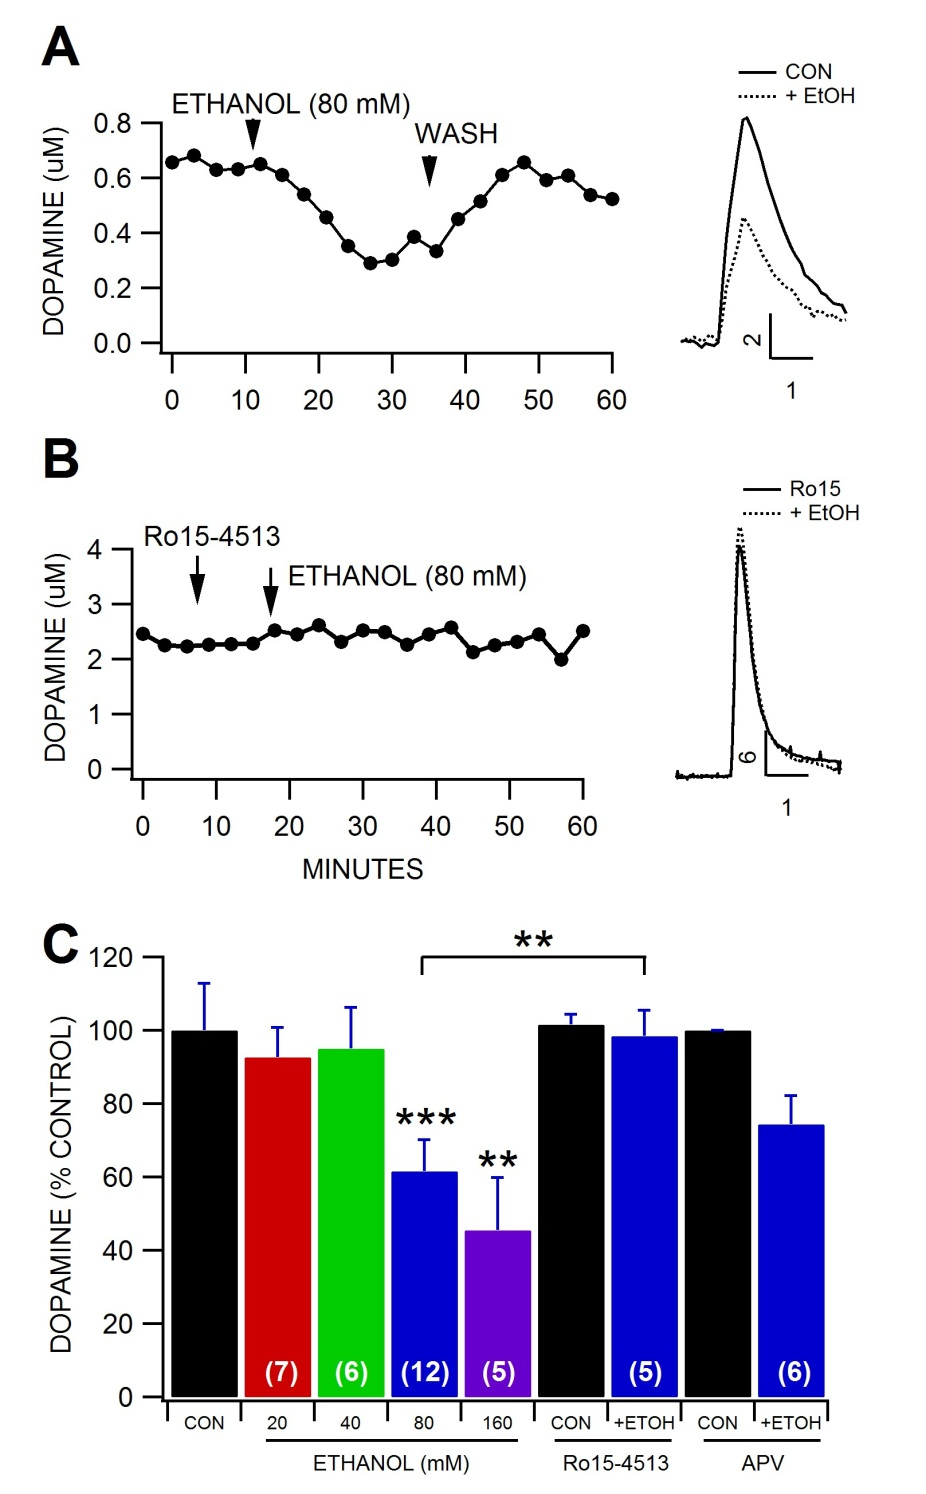 A
ETHANOL (80 mM)
WASH
CON
+ EtOH
DOPAMINE (uM)
0.8
0.6
0.4
0.2
0.0
0 10 20 30 40 50 60
2
1
B
Ro15-4513
ETHANOL (80 mM)
Ro15
+ EtOH
DOPAMINE (uM)
4
3
2
1
0
0 10 20 30 40 50 60
MINUTES
6
1
C
DOPAMINE (% CONTROL)
120
100
80
60
40
20
0
**
***
**
(7) (6) (12) (5) (5) (6)
CON 20 40 80 160 CON +ETOH CON +ETOH
ETHANOL (mM) Ro15-4513 APV